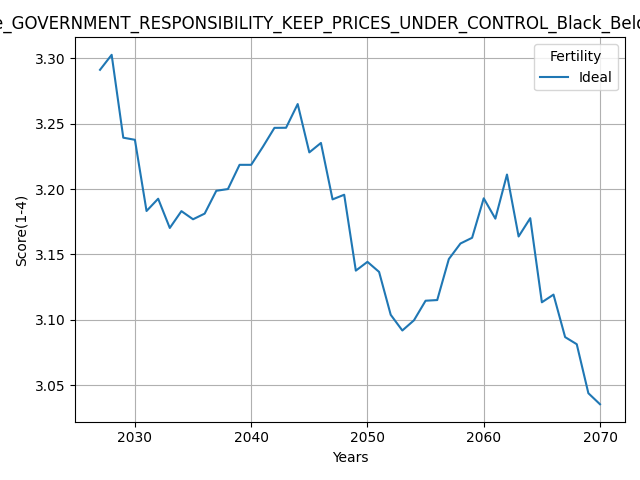 e_GOVERNMENT_RESPONSIBILITY_KEEP_PRICES_UNDER_CONTROL_Black_Belo
Fertility
Ideal
Score(1-4)
3.30
3.25
3.20
3.15
3.10
3.05
2030 2040 2050 2060 2070
Years